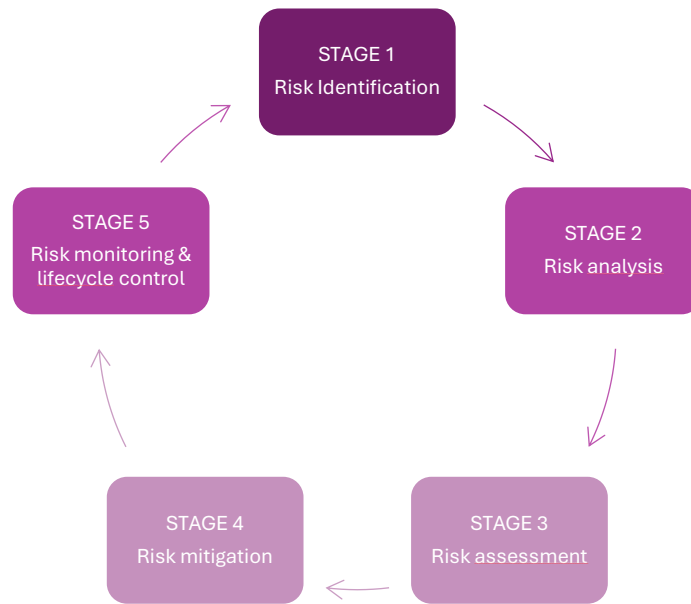 STAGE 1
Risk Identification
STAGE 2
Risk analysis
STAGE 3
Risk assessment
STAGE 4
Risk mitigation
STAGE 5
Risk monitoring &
lifecycle control